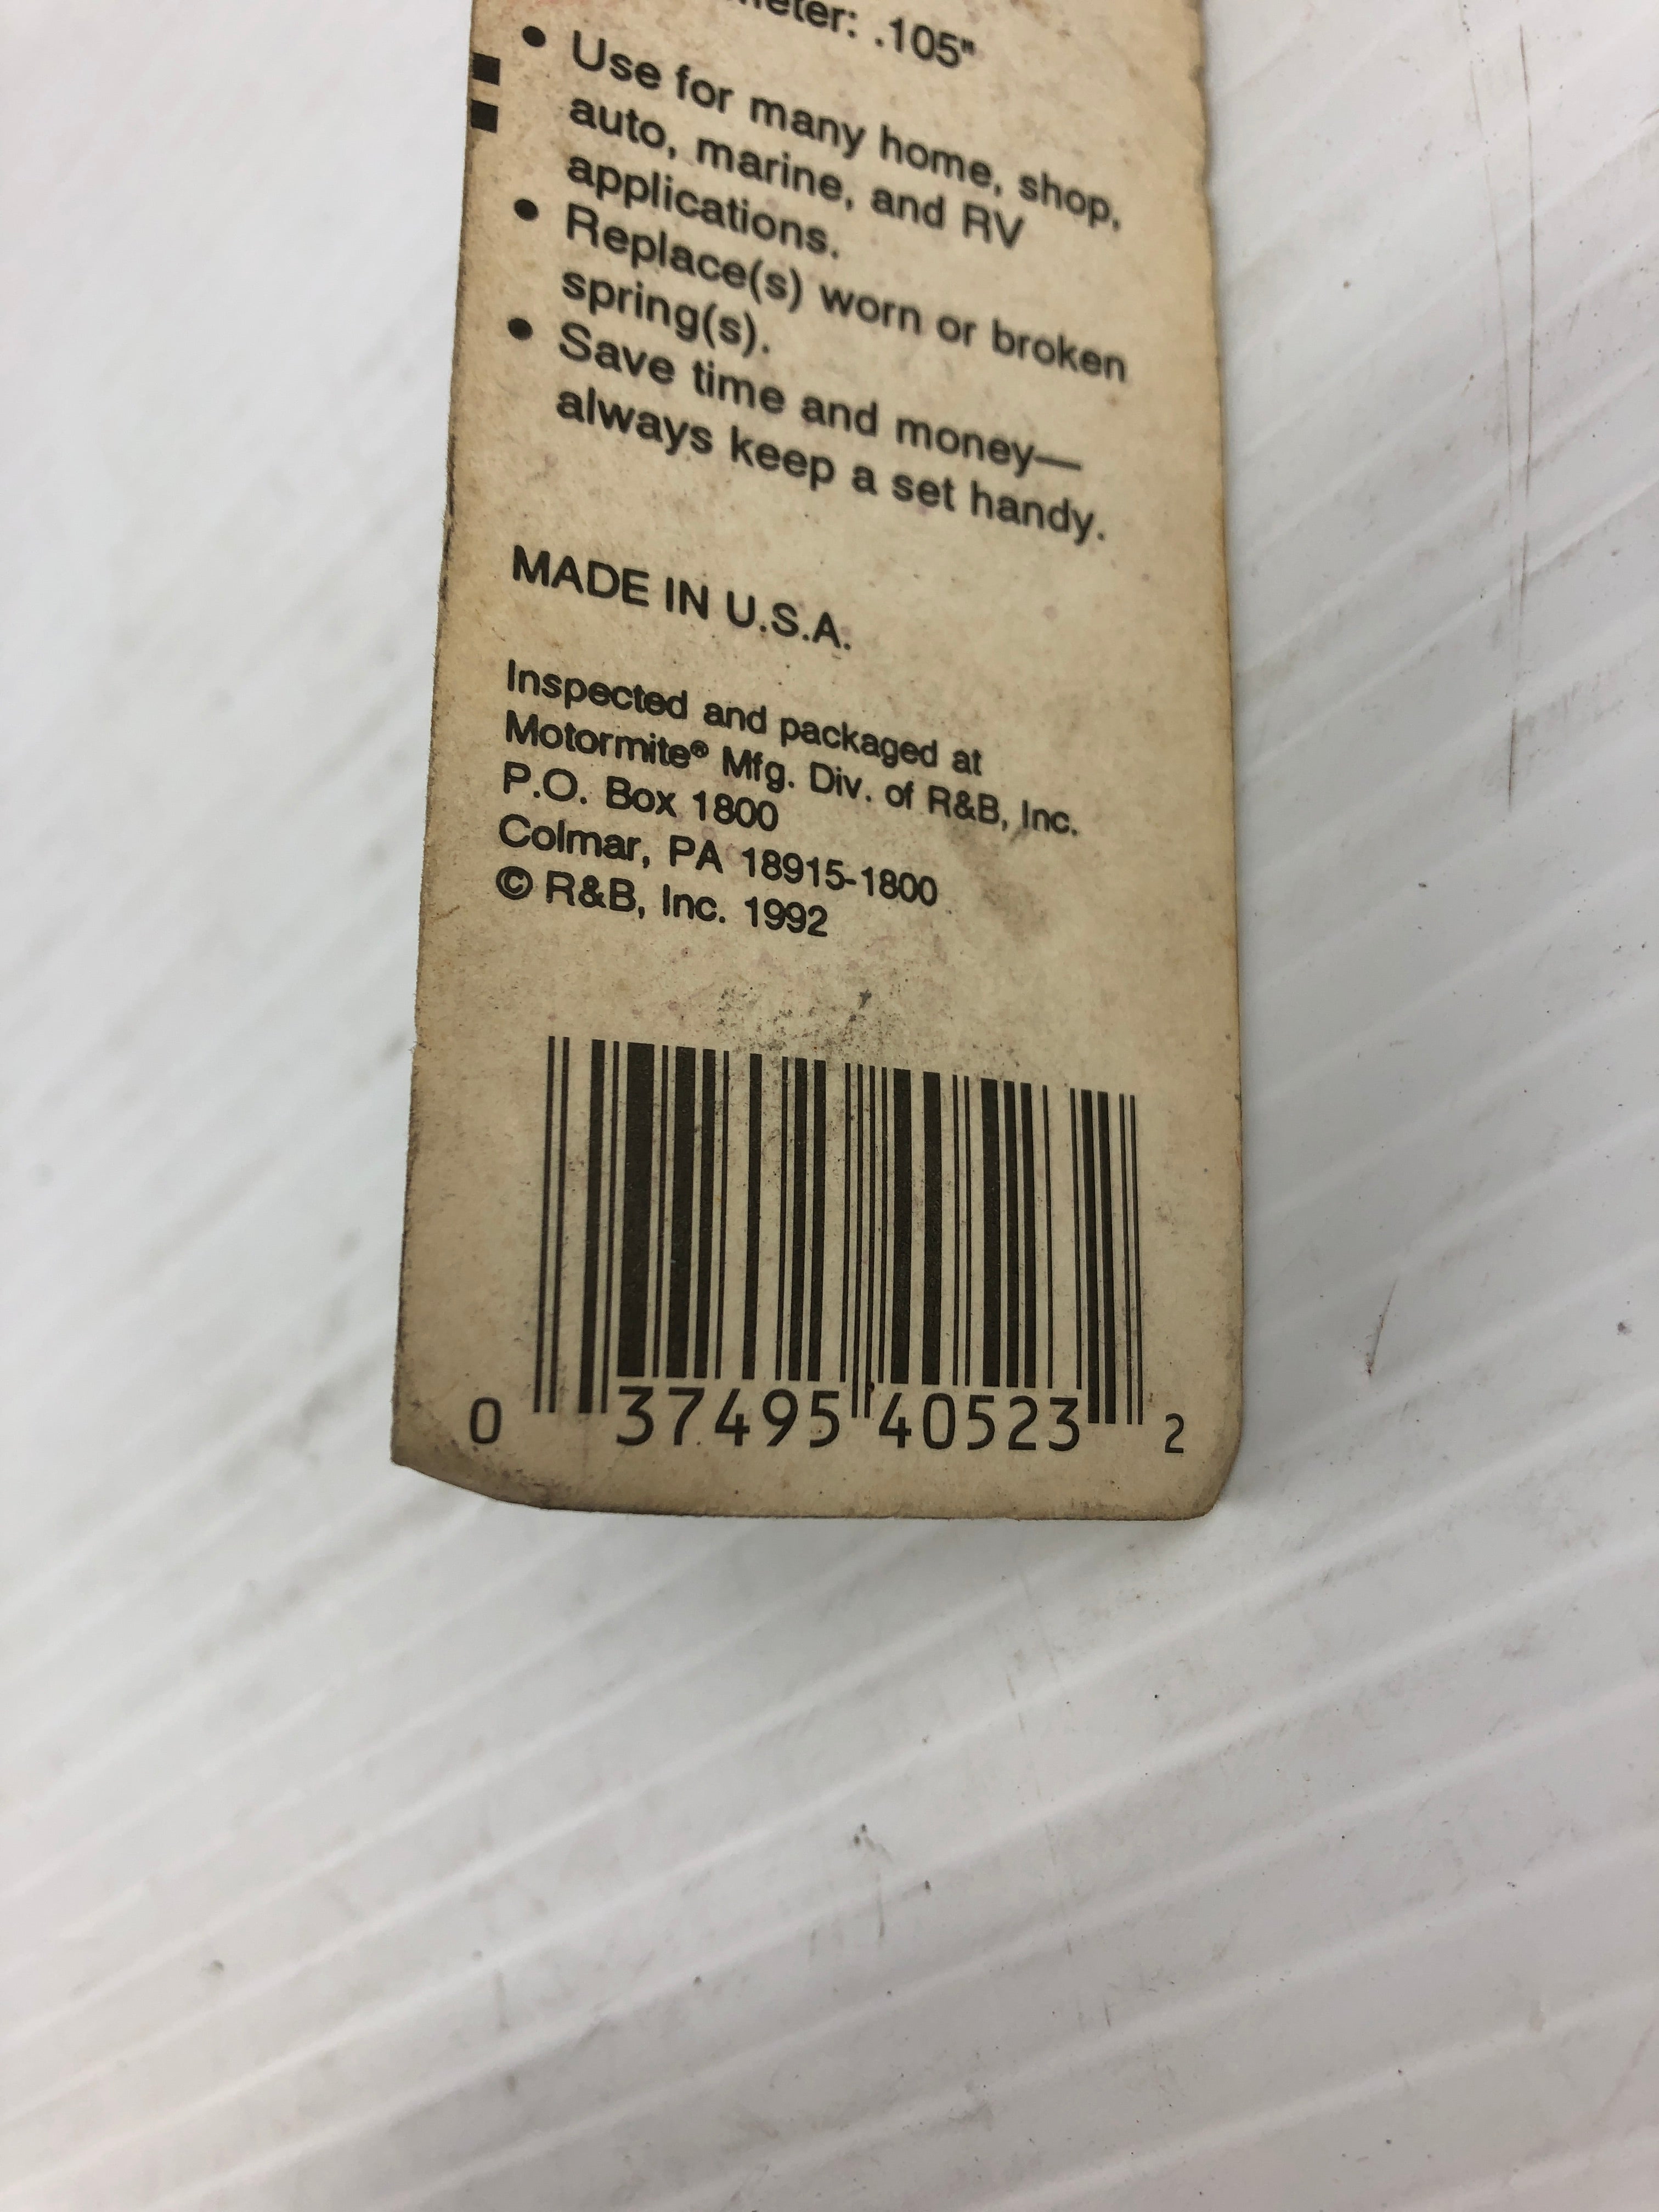 .105"
• Use for many home, shop,
auto, marine, and RV
applications.
• Replace(s) worn or broken
spring(s).
• Save time and money—
always keep a set handy.
MADE IN U.S.A.
Inspected and packaged at
Motormite® Mfg. Div. of R&B, Inc.
P.O. Box 1800
Colmar, PA 18915-1800
© R&B, Inc. 1992
0 37495 40523 2